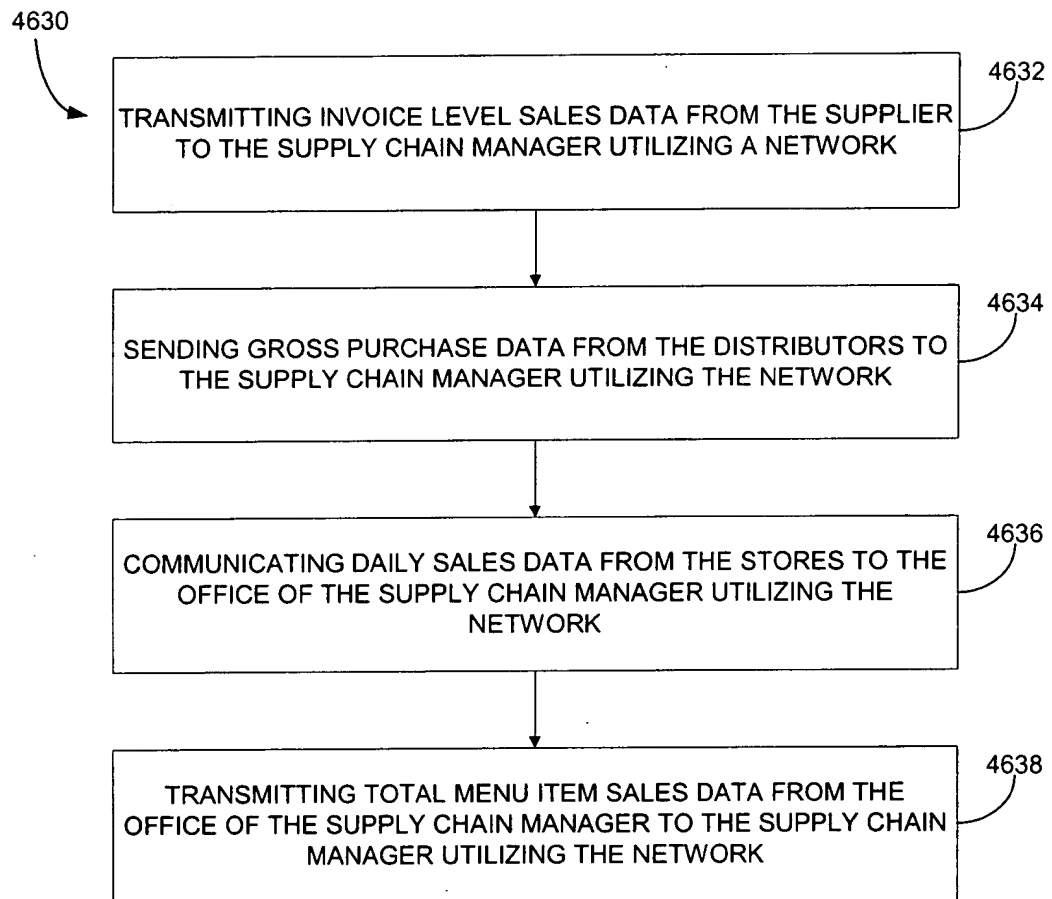 4630
4632
TRANSMITTING INVOICE LEVEL SALES DATA FROM THE SUPPLIER
TO THE SUPPLY CHAIN MANAGER UTILIZING A NETWORK
4634
SENDING GROSS PURCHASE DATA FROM THE DISTRIBUTORS TO
THE SUPPLY CHAIN MANAGER UTILIZING THE NETWORK
4636
COMMUNICATING DAILY SALES DATA FROM THE STORES TO THE
OFFICE OF THE SUPPLY CHAIN MANAGER UTILIZING THE
NETWORK
4638
TRANSMITTING TOTAL MENU ITEM SALES DATA FROM THE
OFFICE OF THE SUPPLY CHAIN MANAGER TO THE SUPPLY CHAIN
MANAGER UTILIZING THE NETWORK